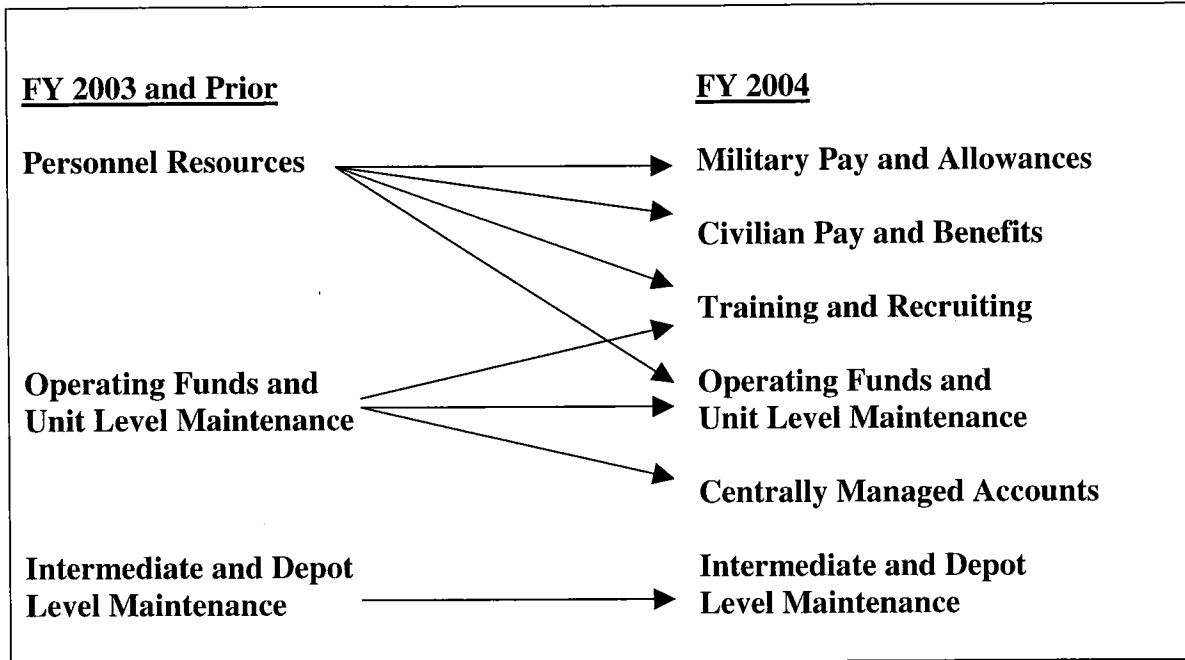 FY 2003 and Prior
Personnel Resources
Operating Funds and
Unit Level Maintenance
Intermediate and Depot
Level Maintenance
FY 2004
Military Pay and Allowances
Civilian Pay and Benefits
Training and Recruiting
Operating Funds and
Unit Level Maintenance
Centrally Managed Accounts
Intermediate and Depot
Level Maintenance